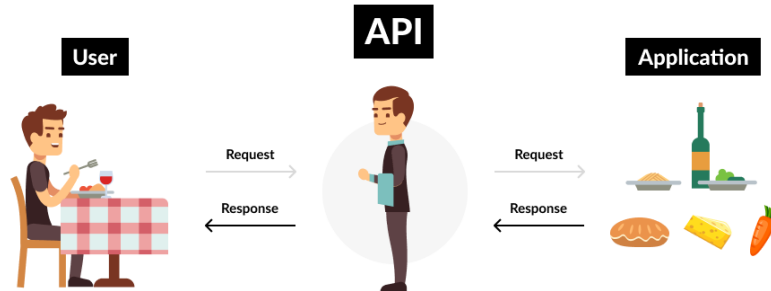 API
User
Application
Request
Request
Response
Response